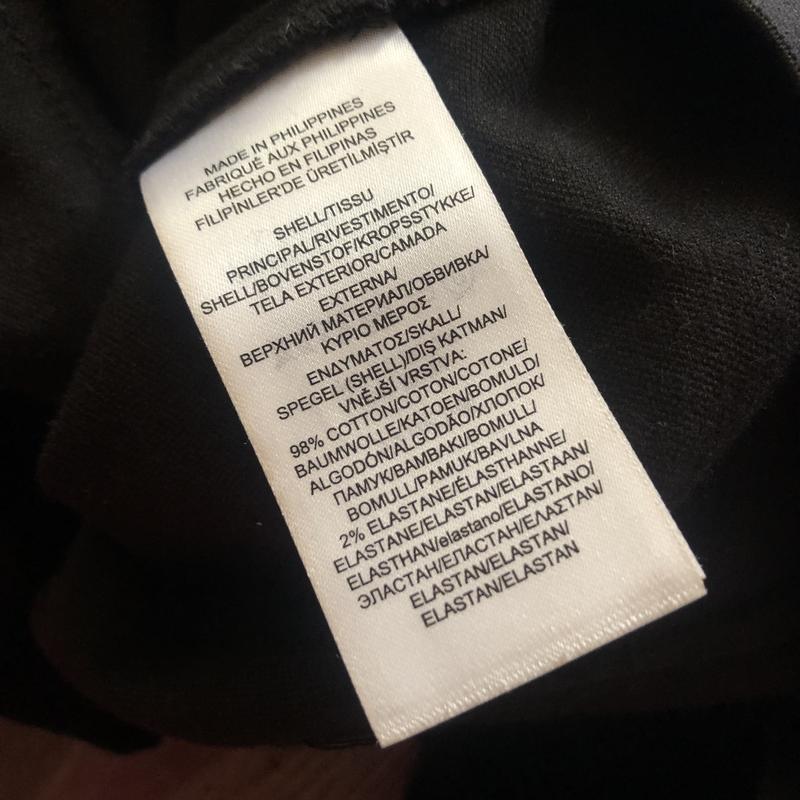 MADE IN PHILIPPINES
FABRIQUÉ AUX PHILIPPINES
HECHO EN FILIPINAS
FİLİPİNLER'DE ÜRETİLMİŞTİR
SHELL/TISSU
PRINCIPAL/RIVESTIMENTO/
SHELL/BOVENSTOF/KROPSSTYKKE/
TELA EXTERIOR/CAMADA
EXTERNA/
ВЕРХНИЙ МАТЕРИАЛ/ОБВИВКА/
ΚΥΡΙΟ ΜΕΡΟΣ
ΕΝΔΥΜΑΤΟΣ/SKALL/
SPEGEL (SHELL)/DIŞ KATMAN/
VNĚJŠÍ VRSTVA:
98% COTTON/COTON/COTONE/
BAUMWOLLE/KATOEN/BOMULD/
ALGODÓN/ALGODÃO/ХЛОПОК/
ПАМУК/ΒΑΜΒΑΚΙ/BOMULL/
BOMULL/PAMUK/BAVLNA
2% ELASTANE/ÉLASTHANNE/
ELASTANE/ELASTAN/ELASTAAN/
ELASTHAN/elastano/ELASTANO/
ЭЛАСТАН/ЕЛАСТАН/ΕΛΑΣΤΑΝ/
ELASTAN/ELASTAN/
ELASTAN/ELASTAN